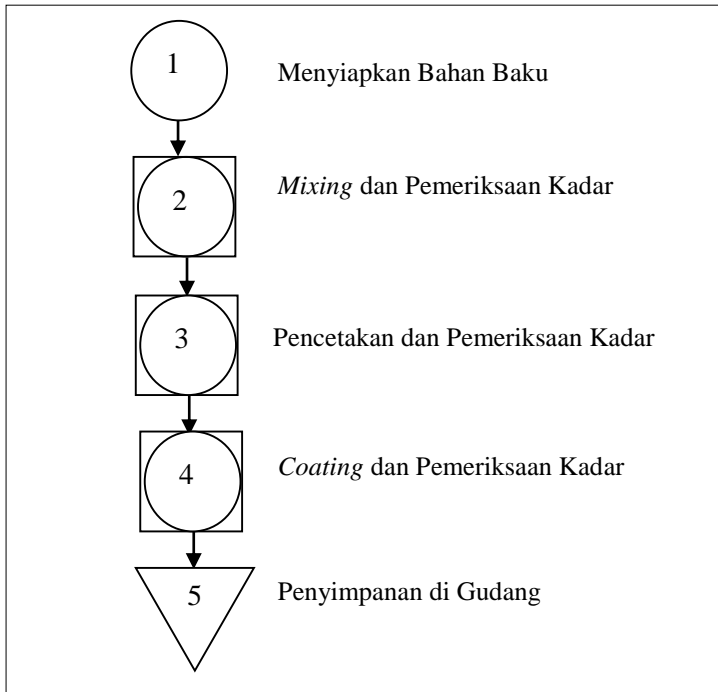 1 Menyiapkan Bahan Baku
2 Mixing dan Pemeriksaan Kadar
3 Pencetakan dan Pemeriksaan Kadar
4 Coating dan Pemeriksaan Kadar
5 Penyimpanan di Gudang